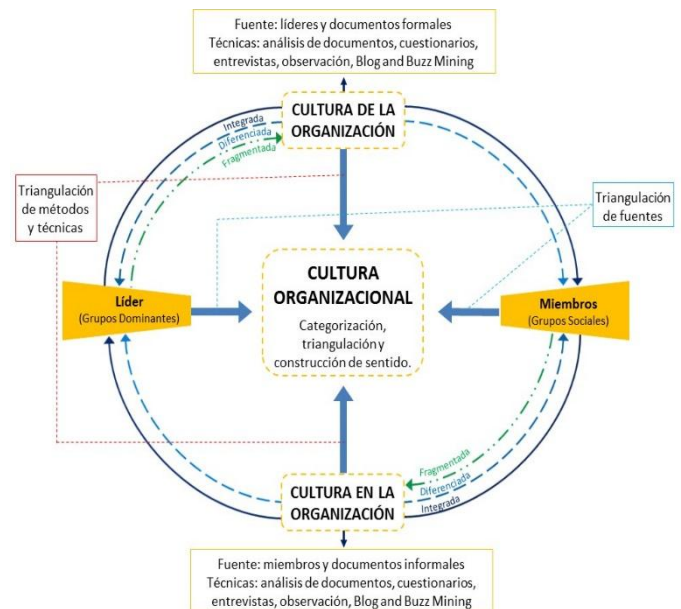 Fuente: líderes y documentos formales
Técnicas: análisis de documentos, cuestionarios,
entrevistas, observación, Blog and Buzz Mining
CULTURA DE LA
ORGANIZACIÓN
Integrada
Diferenciada
Fragmentada
Triangulación
de métodos
y técnicas
Triangulación
de fuentes
CULTURA
ORGANIZACIONAL
Categorización,
triangulación y
construcción de sentido.
Líder
(Grupos Dominantes)
Miembros
(Grupos Sociales)
Fragmentada
Diferenciada
Integrada
CULTURA EN LA
ORGANIZACIÓN
Fuente: miembros y documentos informales
Técnicas: análisis de documentos, cuestionarios,
entrevistas, observación, Blog and Buzz Mining